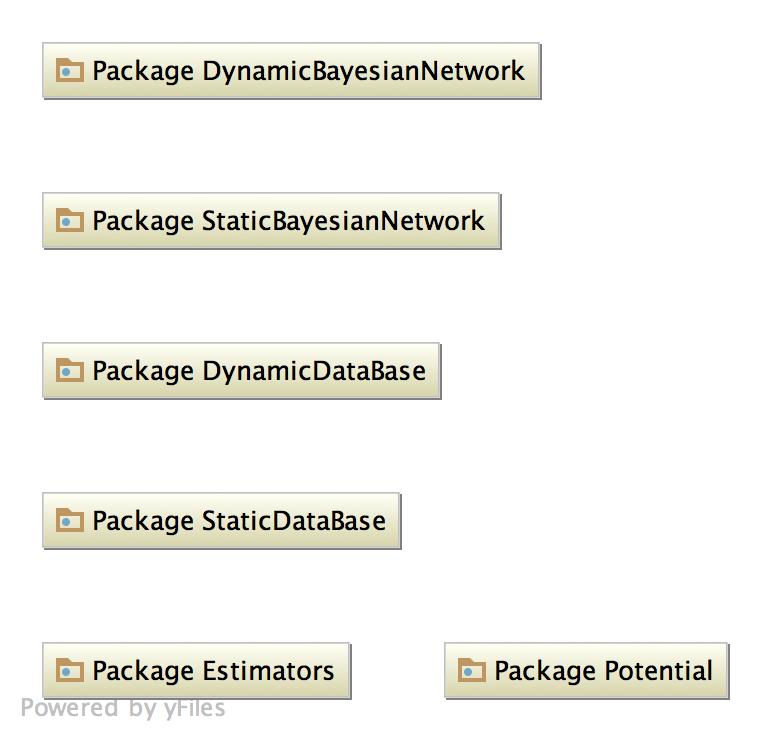 Package DynamicBayesianNetwork
Package StaticBayesianNetwork
Package DynamicDataBase
Package StaticDataBase
Package Estimators
Package Potential
Powered by yFiles